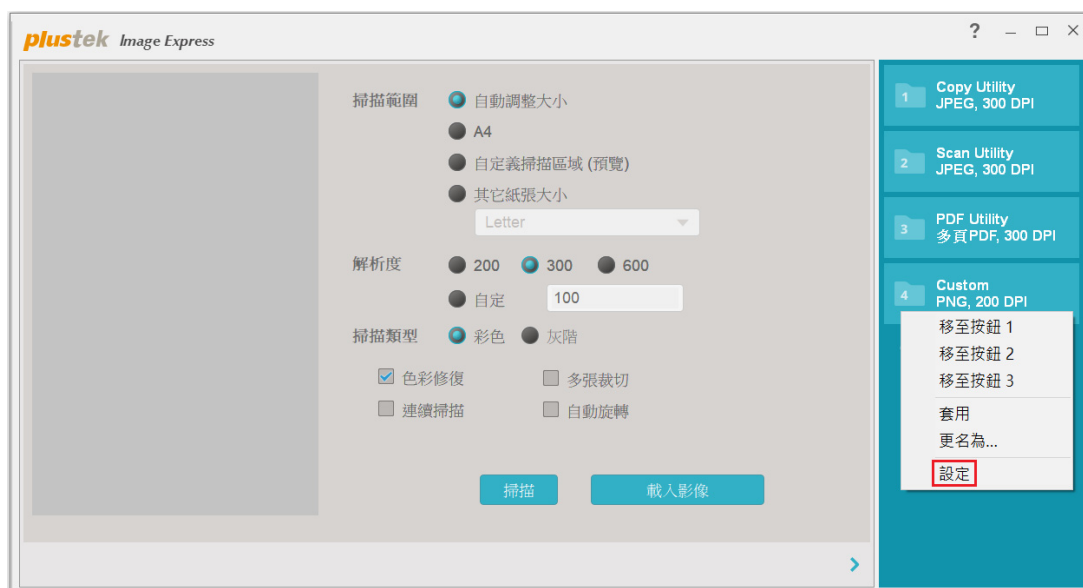 plustek Image Express
?
掃描範圍 自動調整大小
A4
自定義掃描區域 (預覽)
其它紙張大小
Letter
解析度 200 300 600
自定 100
掃描類型 彩色 灰階
色彩修復 多張裁切
連續掃描 自動旋轉
掃描 載入影像
1 Copy Utility
JPEG, 300 DPI
2 Scan Utility
JPEG, 300 DPI
3 PDF Utility
多頁PDF, 300 DPI
4 Custom
PNG, 200 DPI
移至按鈕 1
移至按鈕 2
移至按鈕 3
套用
更名為...
設定